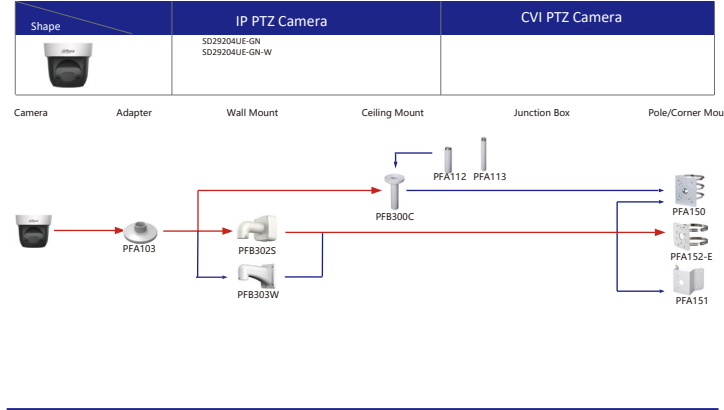 Shape
IP PTZ Camera
CVI PTZ Camera
SD29204UE-GN
SD29204UE-GN-W
Camera Adapter Wall Mount Ceiling Mount Junction Box Pole/Corner Mou
PFA112 PFA113
PFB300C
PFA150
PFA103
PFB302S
PFA152-E
PFB303W
PFA151